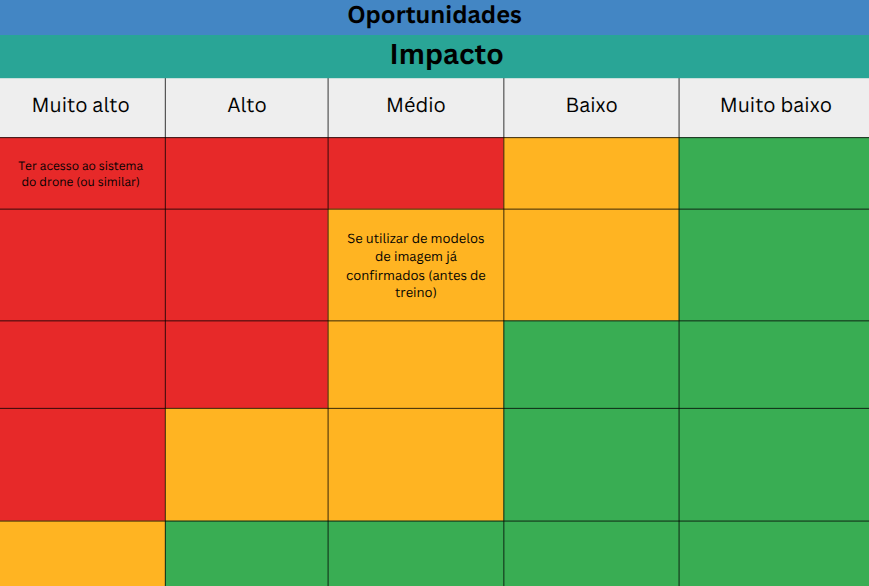 Oportunidades
Impacto
Muito alto
Alto
Médio
Baixo
Muito baixo
Ter acesso ao sistema
do drone (ou similar)
Se utilizar de modelos
de imagem já
confirmados (antes de
treino)